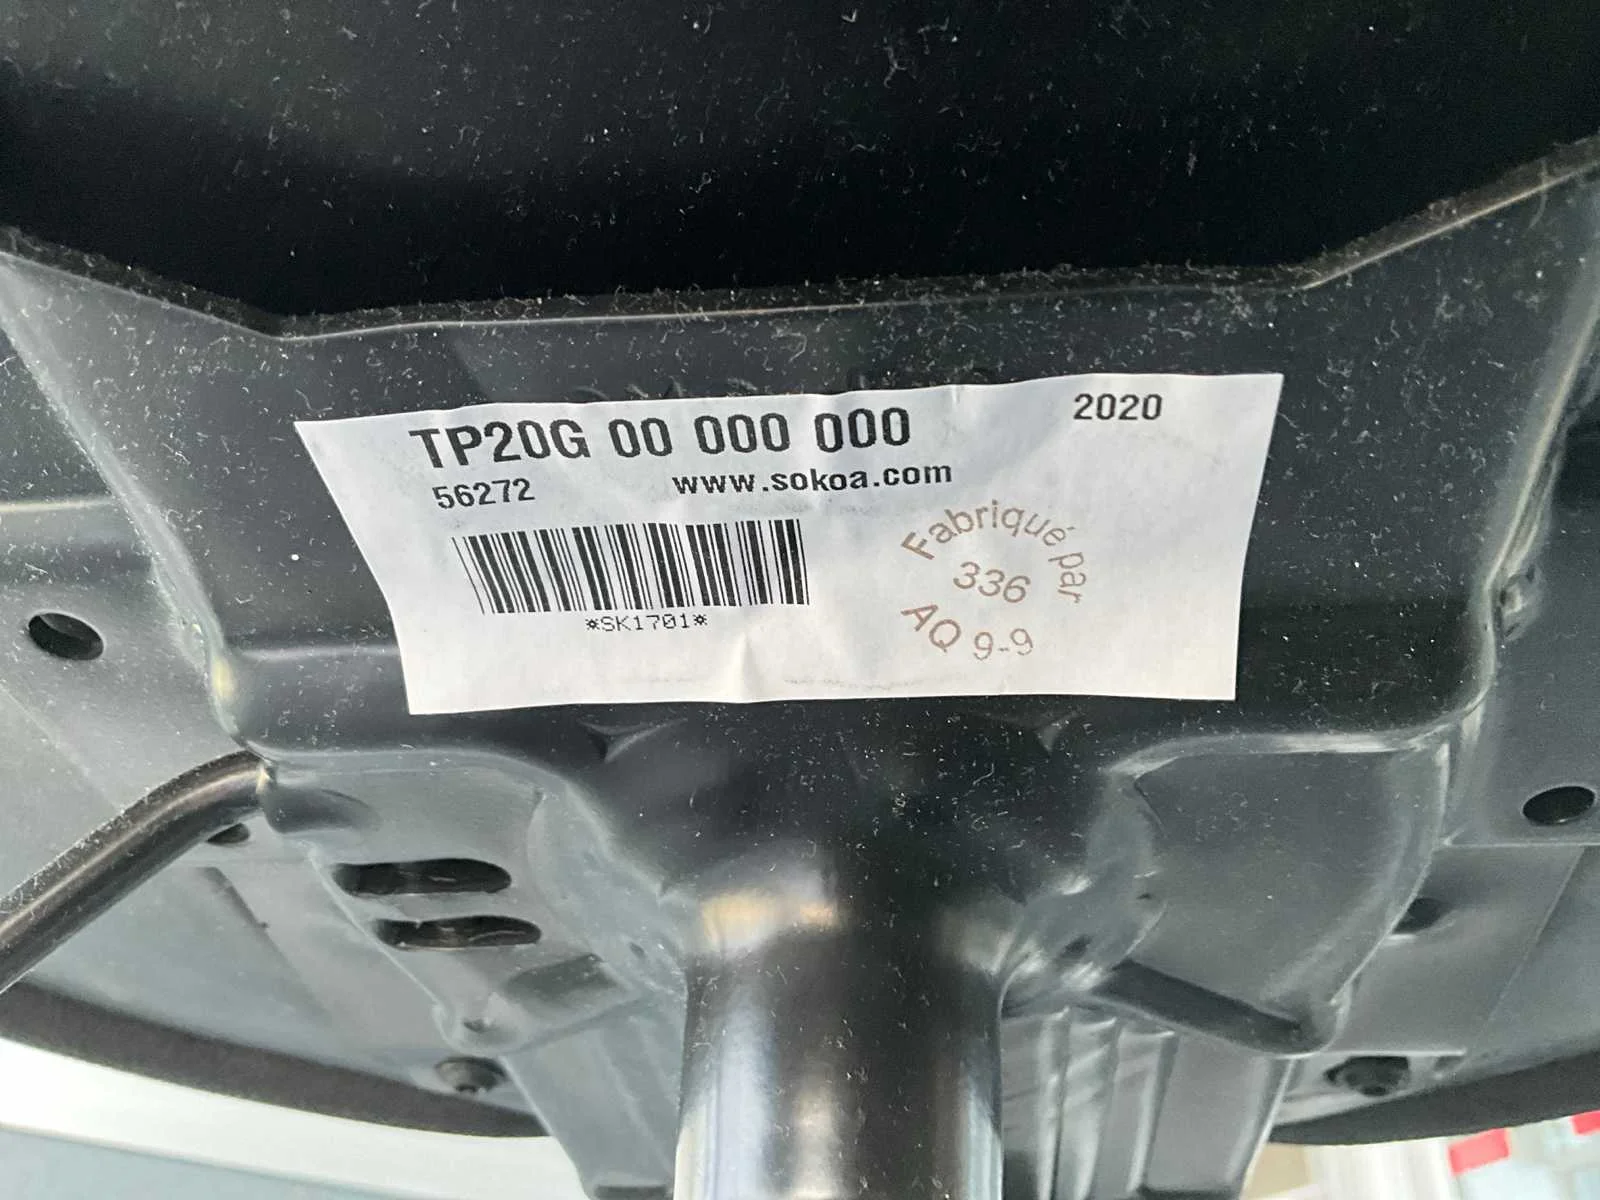 TP20G 00 000 000
2020
56272
www.sokoa.com
*SK1701*
Fabriqué par
336
AQ 9-9